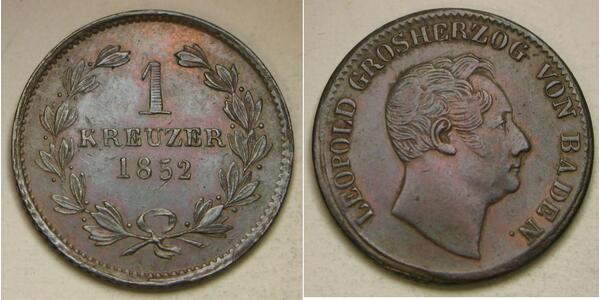 1
KREUZER
1852
LEOPOLD GROSHERZOG VON BADEN.